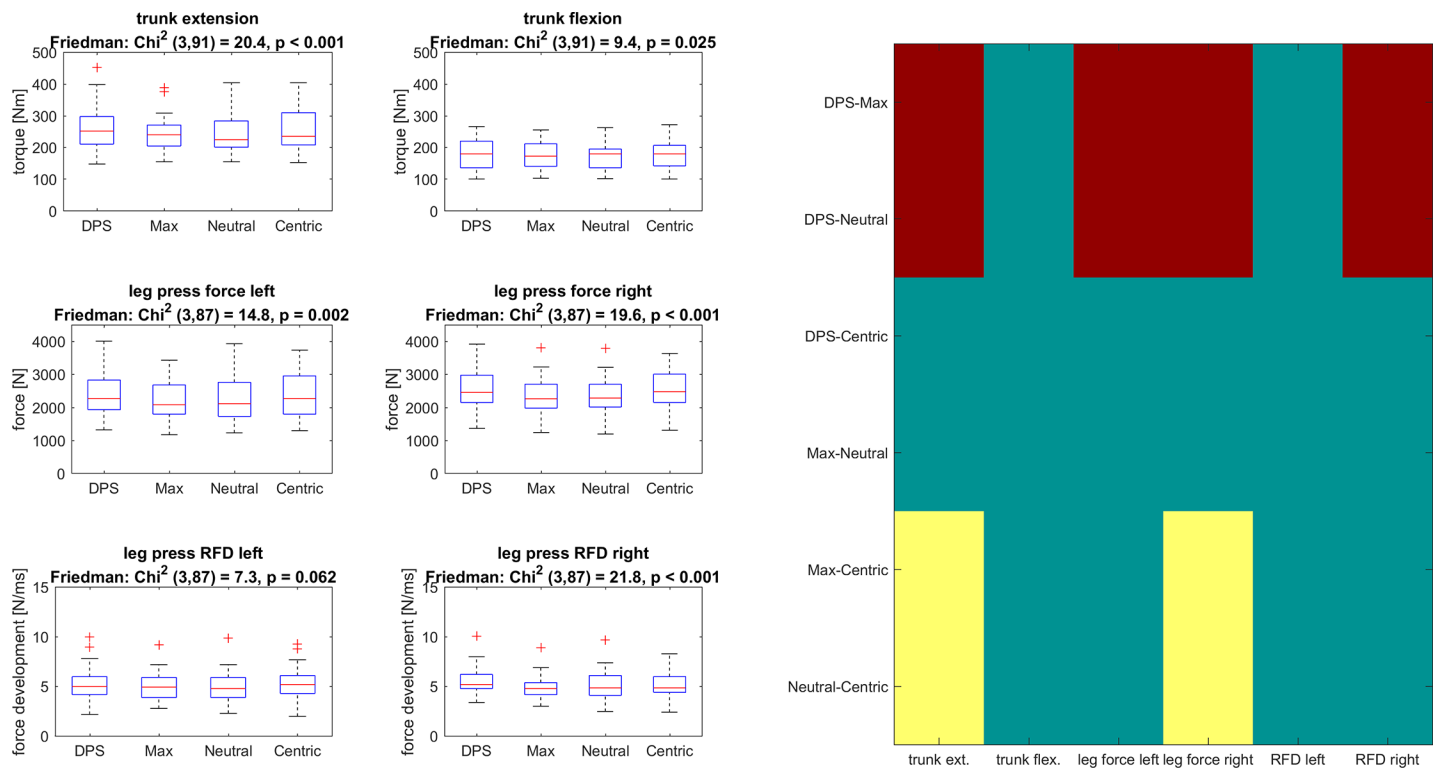 trunk extension
Friedman: Chi2 (3,91) = 20.4, p < 0.001
500
400
300
200
100
0
torque [Nm]
DPS Max Neutral Centric
trunk flexion
Friedman: Chi2 (3,91) = 9.4, p = 0.025
500
400
300
200
100
0
torque [Nm]
DPS Max Neutral Centric
leg press force left
Friedman: Chi2 (3,87) = 14.8, p = 0.002
4000
3000
2000
1000
0
force [N]
DPS Max Neutral Centric
leg press force right
Friedman: Chi2 (3,87) = 19.6, p < 0.001
4000
3000
2000
1000
0
force [N]
DPS Max Neutral Centric
leg press RFD left
Friedman: Chi2 (3,87) = 7.3, p = 0.062
15
10
5
0
force development [N/ms]
DPS Max Neutral Centric
leg press RFD right
Friedman: Chi2 (3,87) = 21.8, p < 0.001
15
10
5
0
force development [N/ms]
DPS Max Neutral Centric
DPS-Max
DPS-Neutral
DPS-Centric
Max-Neutral
Max-Centric
Neutral-Centric
trunk ext. trunk flex. leg force left leg force right RFD left RFD right